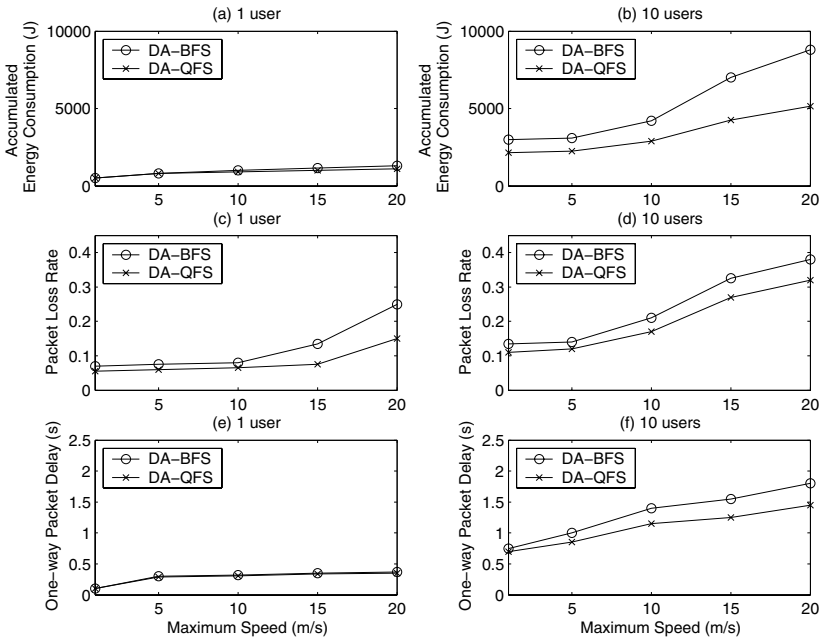 (a) 1 user
Accumulated
Energy Consumption (J)
10000
5000
0
DA−BFS
DA−QFS
5
10
15
20
(b) 10 users
Accumulated
Energy Consumption (J)
10000
5000
0
DA−BFS
DA−QFS
5
10
15
20
(c) 1 user
Packet Loss Rate
0.4
0.3
0.2
0.1
0
DA−BFS
DA−QFS
5
10
15
20
(d) 10 users
Packet Loss Rate
0.4
0.3
0.2
0.1
0
DA−BFS
DA−QFS
5
10
15
20
(e) 1 user
One−way Packet Delay (s)
2.5
2
1.5
1
0.5
0
DA−BFS
DA−QFS
5
10
15
20
Maximum Speed (m/s)
(f) 10 users
One−way Packet Delay (s)
2.5
2
1.5
1
0.5
0
DA−BFS
DA−QFS
5
10
15
20
Maximum Speed (m/s)